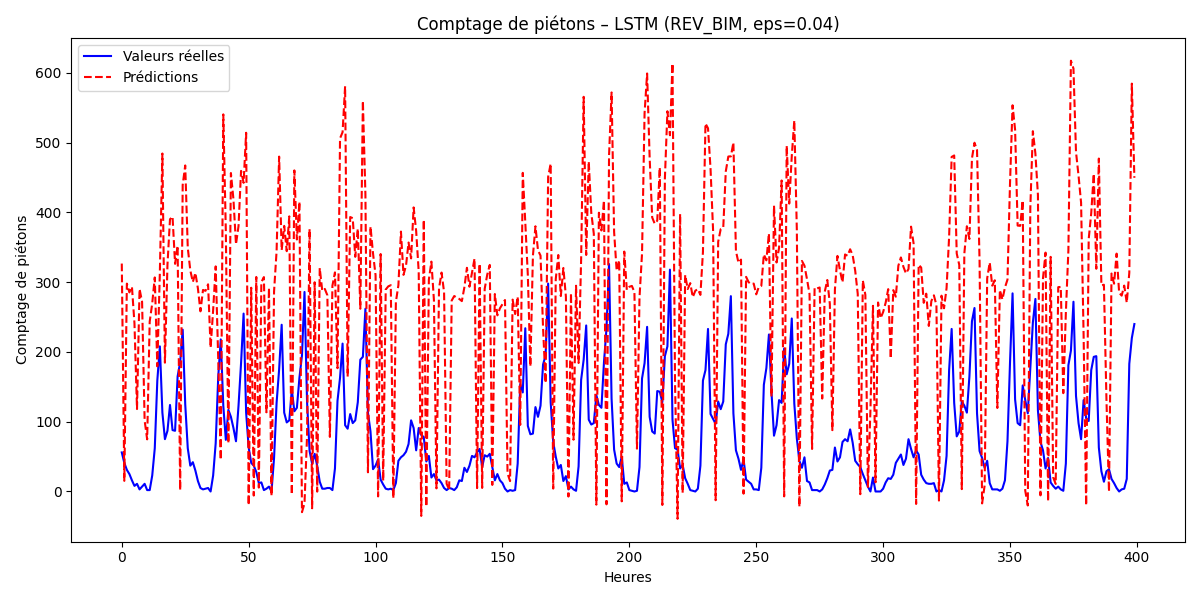 Comptage de piétons – LSTM (REV_BIM, eps=0.04)
Valeurs réelles
Prédictions
Comptage de piétons
600
500
400
300
200
100
0
0 50 100 150 200 250 300 350 400
Heures